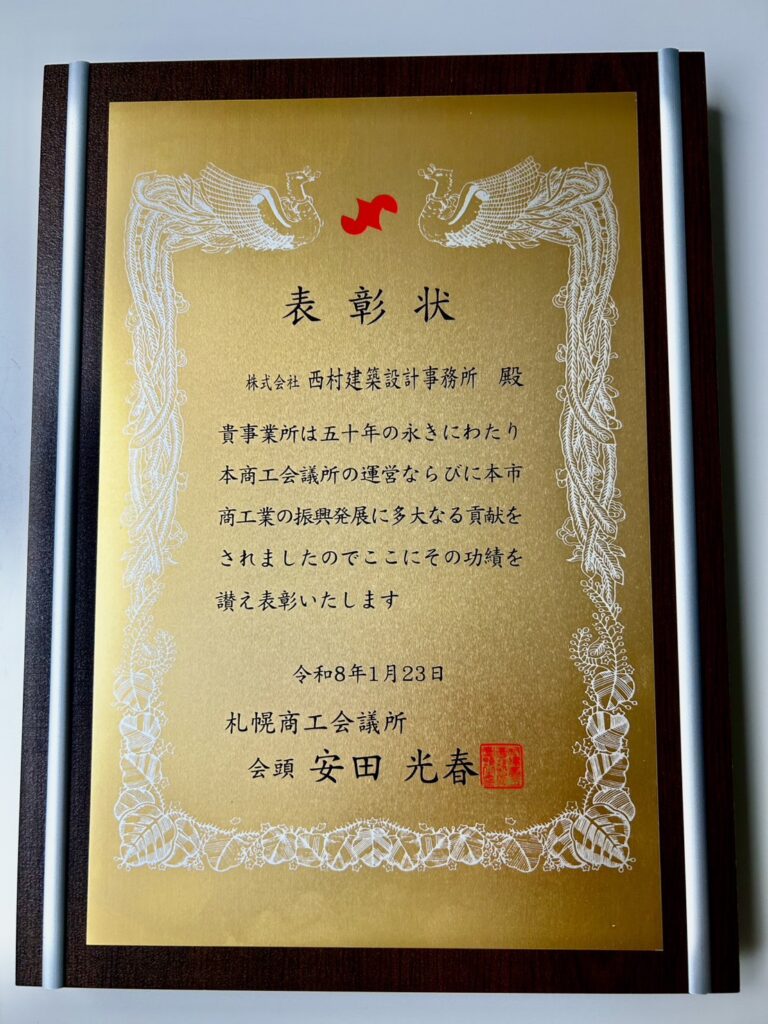 表彰状
株式会社 西村建築設計事務所 殿
貴事業所は五十年の永きにわたり
本商工会議所の運営ならびに本市
商工業の振興発展に多大なる貢献を
されましたのでここにその功績を
讃え表彰いたします
令和8年1月23日
札幌商工会議所
会頭 安田 光春